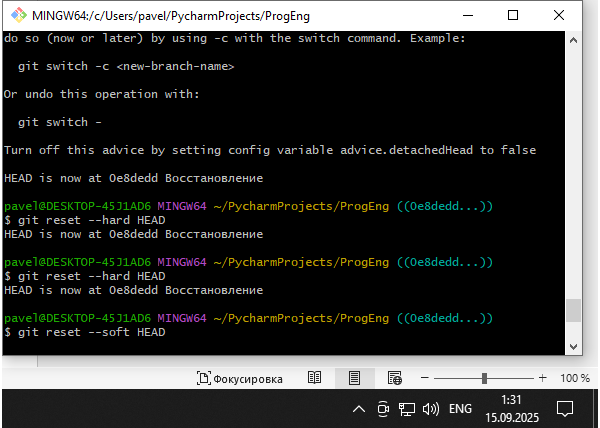 MINGW64:/c/Users/pavel/PycharmProjects/ProgEng
do so (now or later) by using -c with the switch command. Example:
git switch -c <new-branch-name>
Or undo this operation with:
git switch -
Turn off this advice by setting config variable advice.detachedHead to false
HEAD is now at 0e8dedd Восстановление
pavel@DESKTOP-45J1AD6 MINGW64 ~/PycharmProjects/ProgEng ((0e8dedd...))
$ git reset --hard HEAD
HEAD is now at 0e8dedd Восстановление
pavel@DESKTOP-45J1AD6 MINGW64 ~/PycharmProjects/ProgEng ((0e8dedd...))
$ git reset --hard HEAD
HEAD is now at 0e8dedd Восстановление
pavel@DESKTOP-45J1AD6 MINGW64 ~/PycharmProjects/ProgEng ((0e8dedd...))
$ git reset --soft HEAD
Фокусировка
100 %
1:31
ENG
15.09.2025